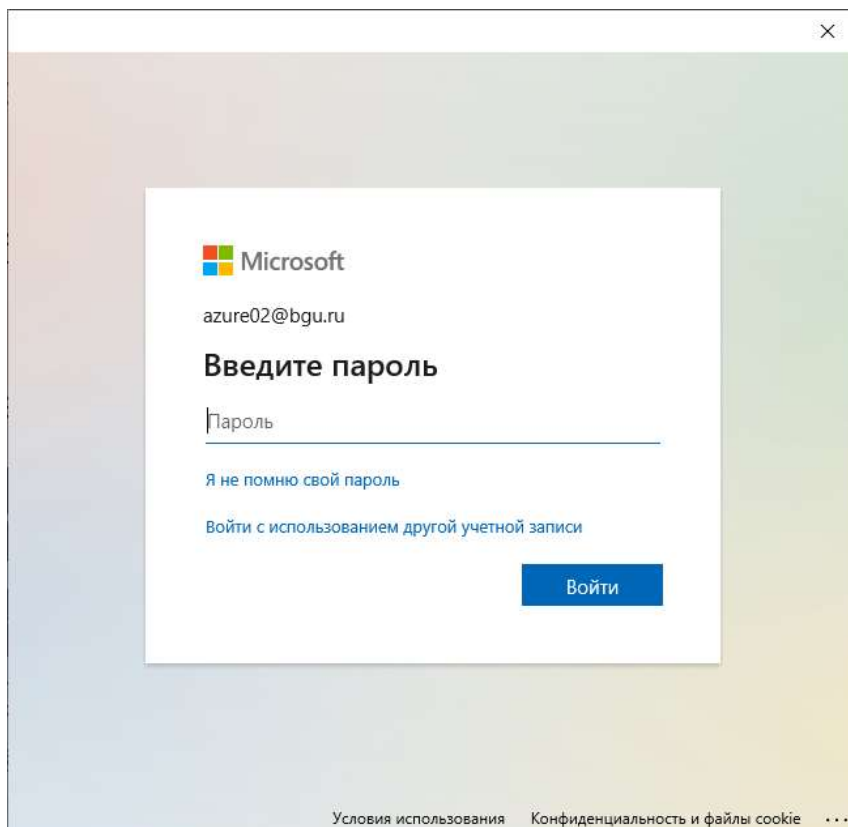 Microsoft
azure02@bgu.ru
Введите пароль
Пароль
Я не помню свой пароль
Войти с использованием другой учетной записи
Войти
Условия использования Конфиденциальность и файлы cookie ...